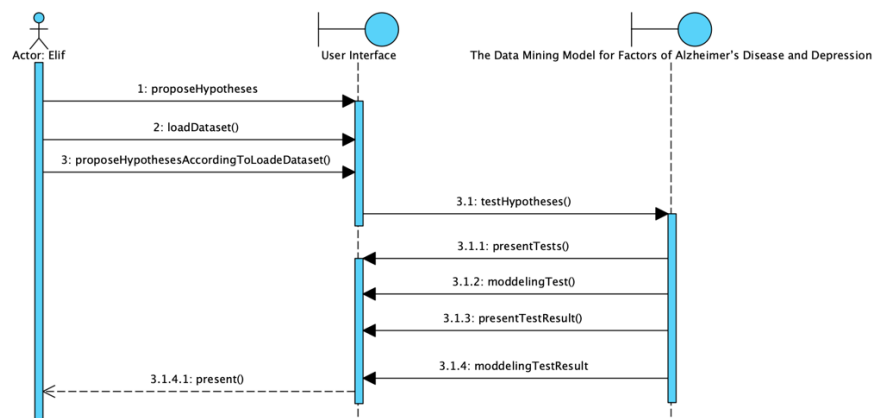 Actor: Elif
User Interface
The Data Mining Model for Factors of Alzheimer's Disease and Depression
1: proposeHypotheses
2: loadDataset()
3: proposeHypothesesAccordingToLoadeDataset()
3.1: testHypotheses()
3.1.1: presentTests()
3.1.2: moddelingTest()
3.1.3: presentTestResult()
3.1.4: moddelingTestResult
3.1.4.1: present()